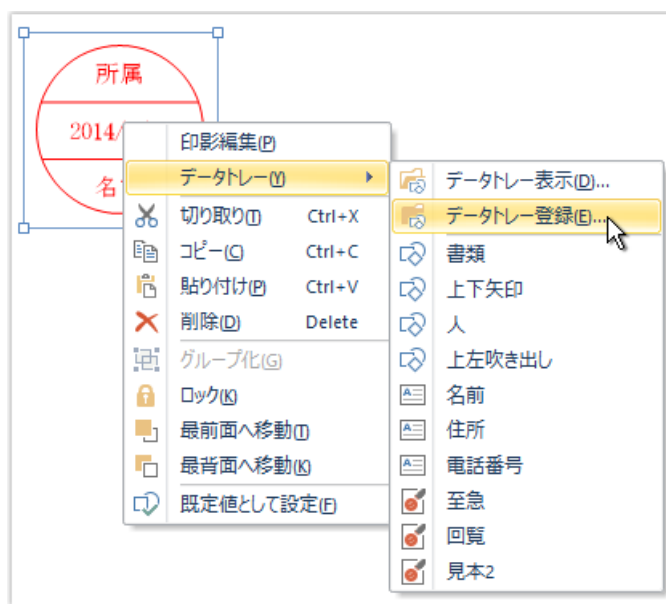 所属
2014/
名
印影編集(P)
データトレー(Y)
切り取り(T) Ctrl+X
コピー(C) Ctrl+C
貼り付け(P) Ctrl+V
削除(D) Delete
グループ化(G)
ロック(K)
最前面へ移動(T)
最背面へ移動(K)
既定値として設定(F)
データトレー表示(D)...
データトレー登録(E)...
書類
上下矢印
人
上左吹き出し
名前
住所
電話番号
至急
回覧
見本2